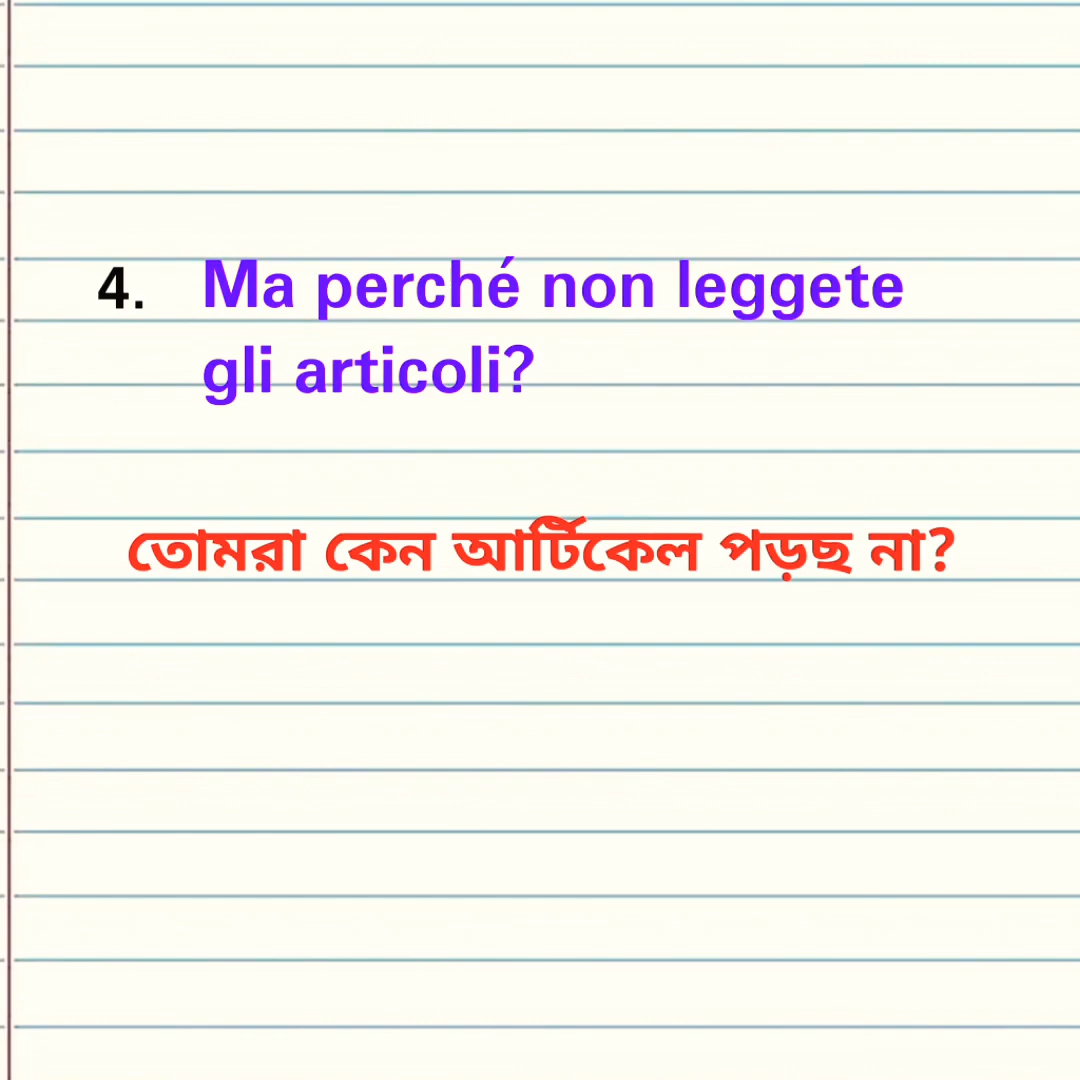 4. Ma perché non leggete
gli articoli?
তোমরা কেন আর্টিকেল পড়ছ না?